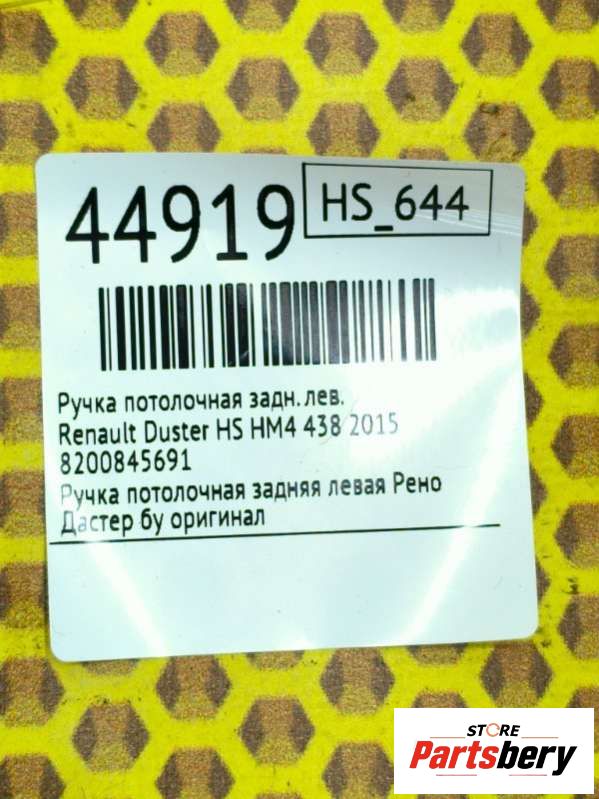 44919
HS_644
Ручка потолочная задн. лев.
Renault Duster HS HM4 438 2015
8200845691
Ручка потолочная задняя левая Рено
Дастер бу оригинал
STORE
Partsbery